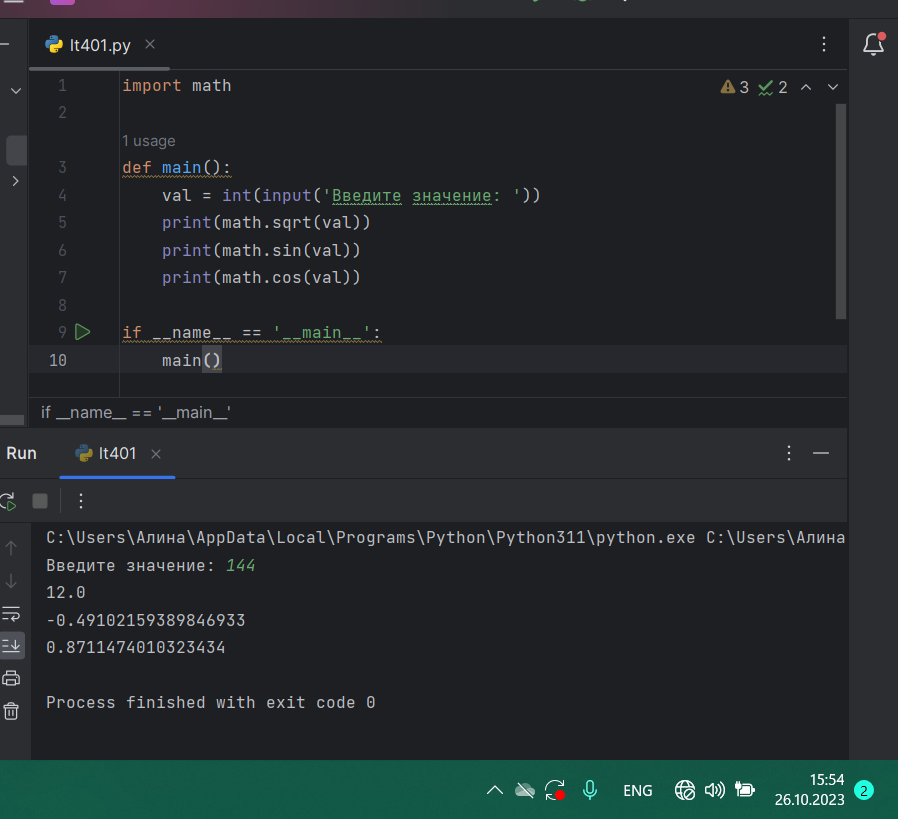 lt401.py
1 import math
3
2
2
1 usage
3 def main():
4 val = int(input('Введите значение: '))
5 print(math.sqrt(val))
6 print(math.sin(val))
7 print(math.cos(val))
8
9 if __name__ == '__main__':
10 main()
if __name__ == '__main__'
Run lt401
C:\Users\Алина\AppData\Local\Programs\Python\Python311\python.exe C:\Users\Алина
Введите значение: 144
12.0
-0.49102159389846933
0.8711474010323434
Process finished with exit code 0
ENG
15:54
26.10.2023
2